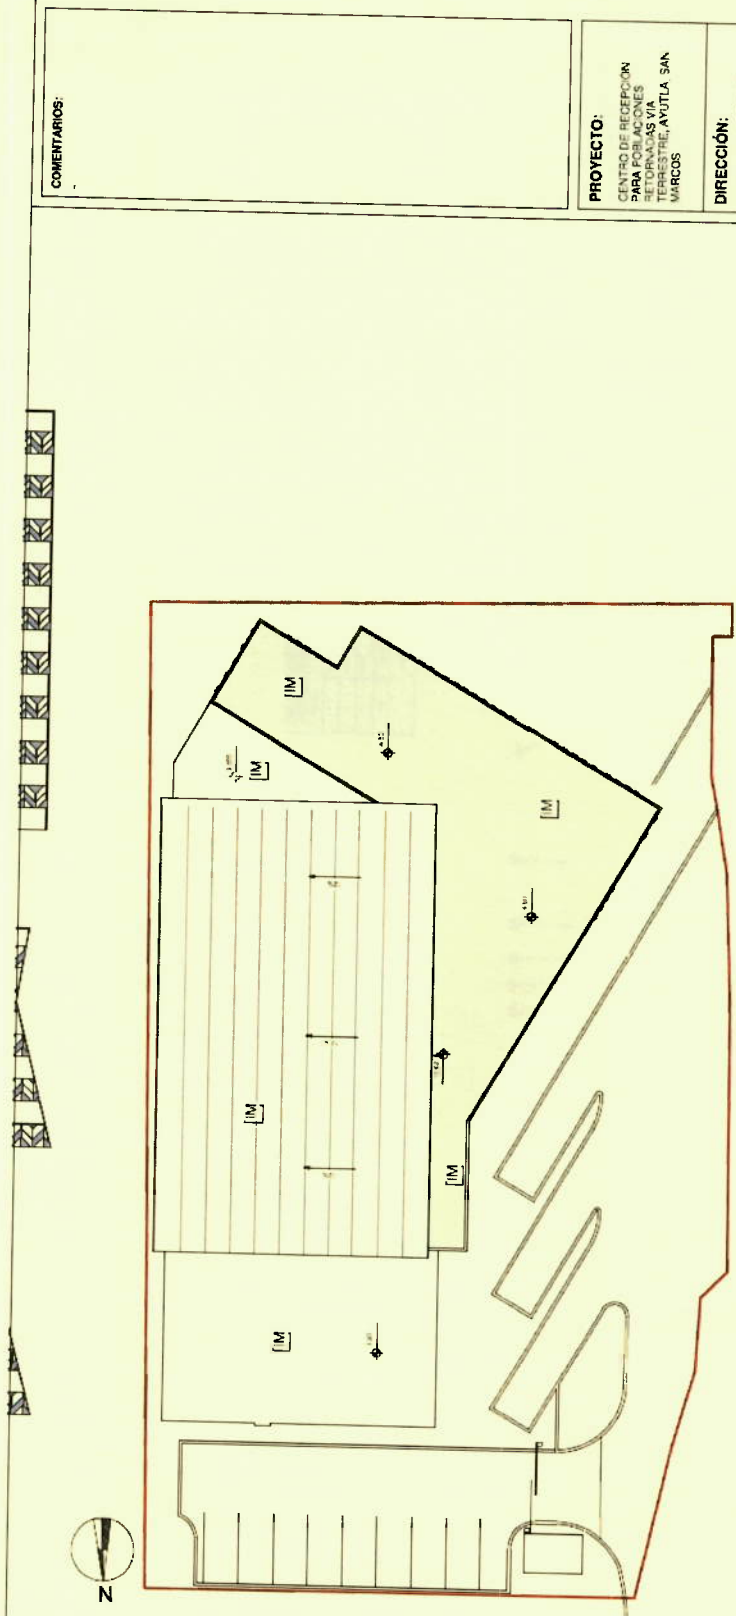 COMENTARIOS:
PROYECTO:
CENTRO DE RECEPCIÓN
PARA POBLACIONES
RETORNADAS VIA
TERRESTRE, AYUTLA SAN
MARCOS
DIRECCIÓN:
IM
IM
IM
IM
IM
IM
N